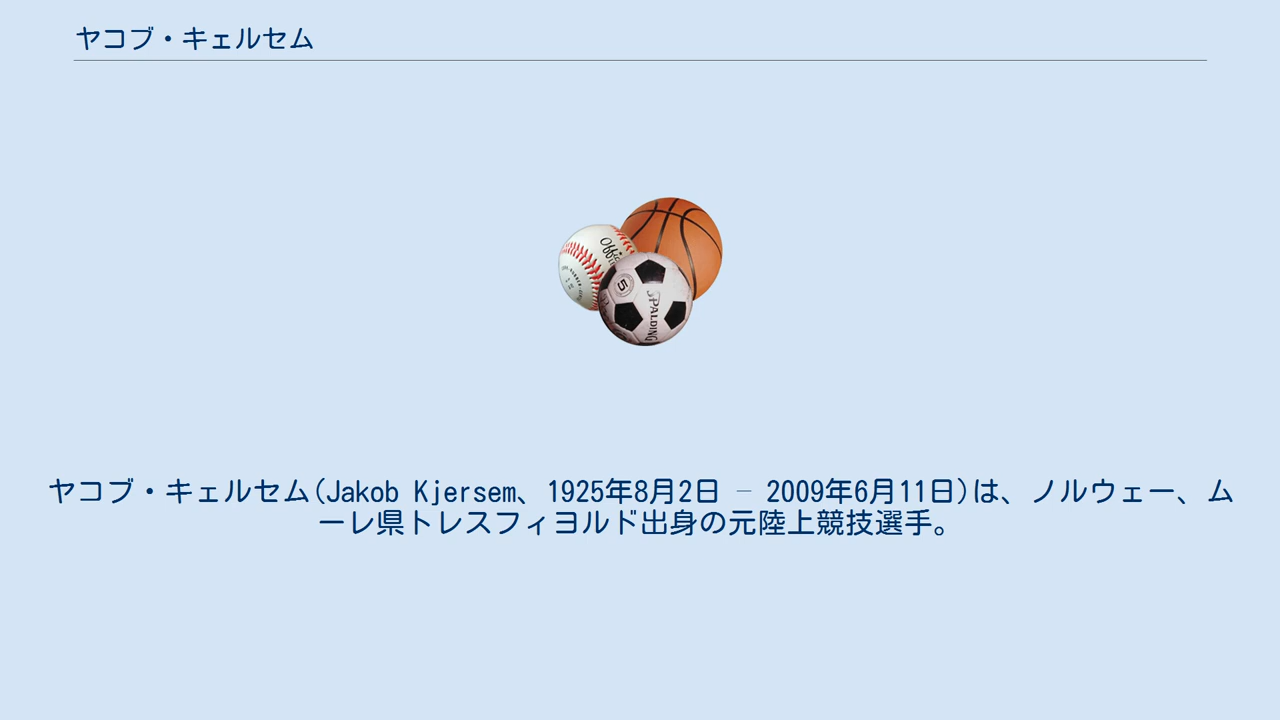 ヤコブ・キェルセム
Offic
5
SPALDING
ヤコブ・キェルセム(Jakob Kjersem、1925年8月2日 – 2009年6月11日)は、ノルウェー、ム
ーレ県トレスフィヨルド出身の元陸上競技選手。